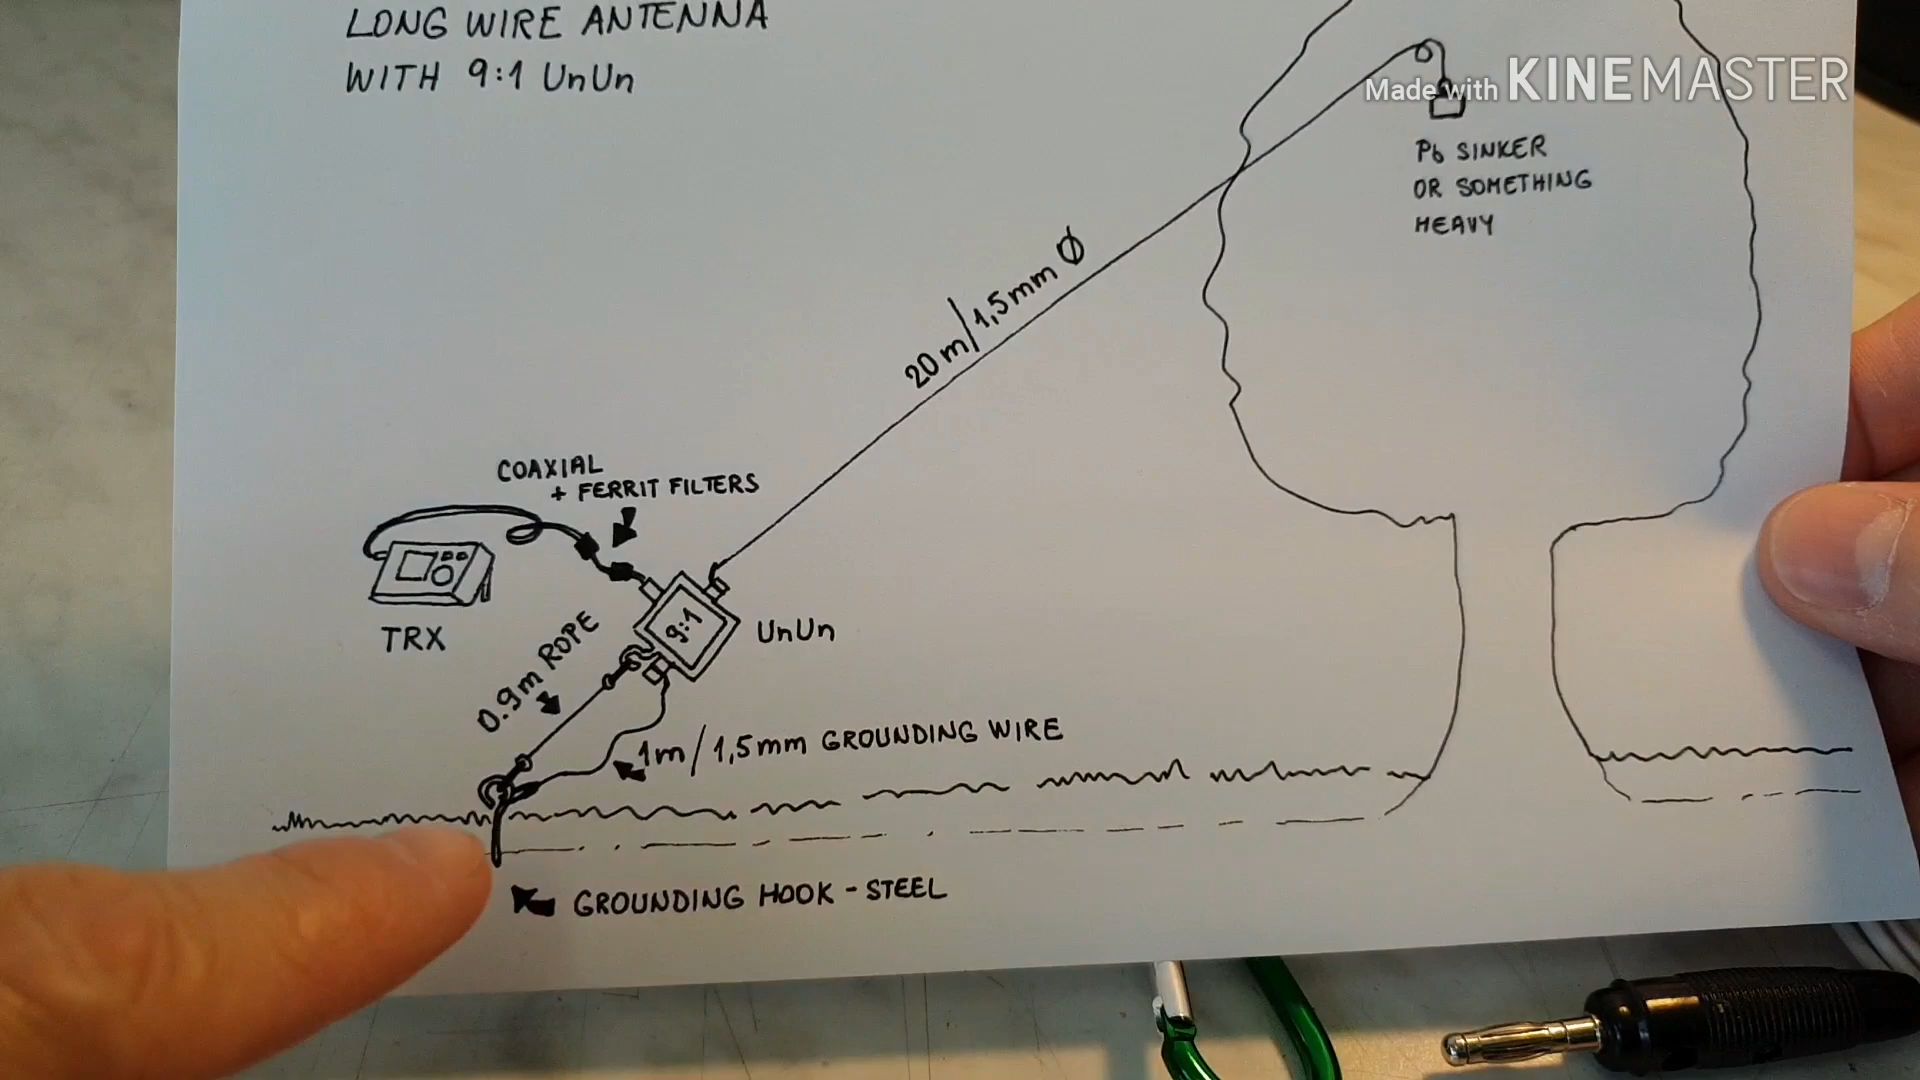 LONG WIRE ANTENNA
WITH 9:1 UnUn
Made with KINEMASTER
Pb SINKER
OR SOMETHING
HEAVY
20m/1,5mm Ø
COAXIAL
+ FERRIT FILTERS
TRX
9:1
UnUn
0.9m ROPE
1m/1,5mm GROUNDING WIRE
GROUNDING HOOK - STEEL